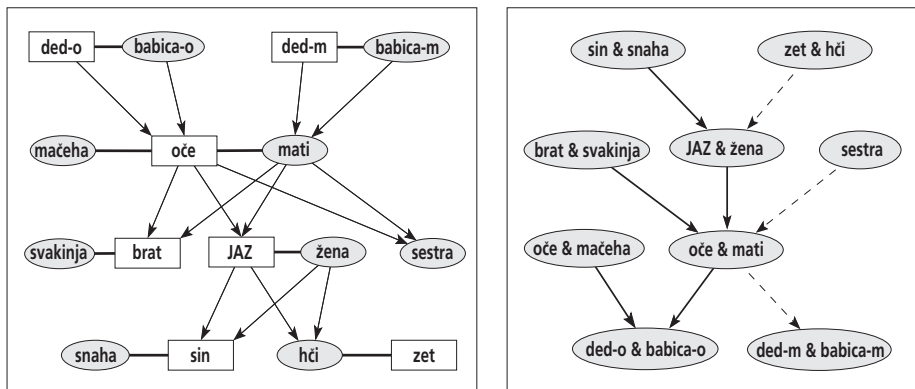 ded-o babica-o ded-m babica-m
mačeha oče mati
svakinja brat JAZ žena sestra
snaha sin hči zet
sin & snaha zet & hči
brat & svakinja JAZ & žena sestra
oče & mačeha oče & mati
ded-o & babica-o ded-m & babica-m